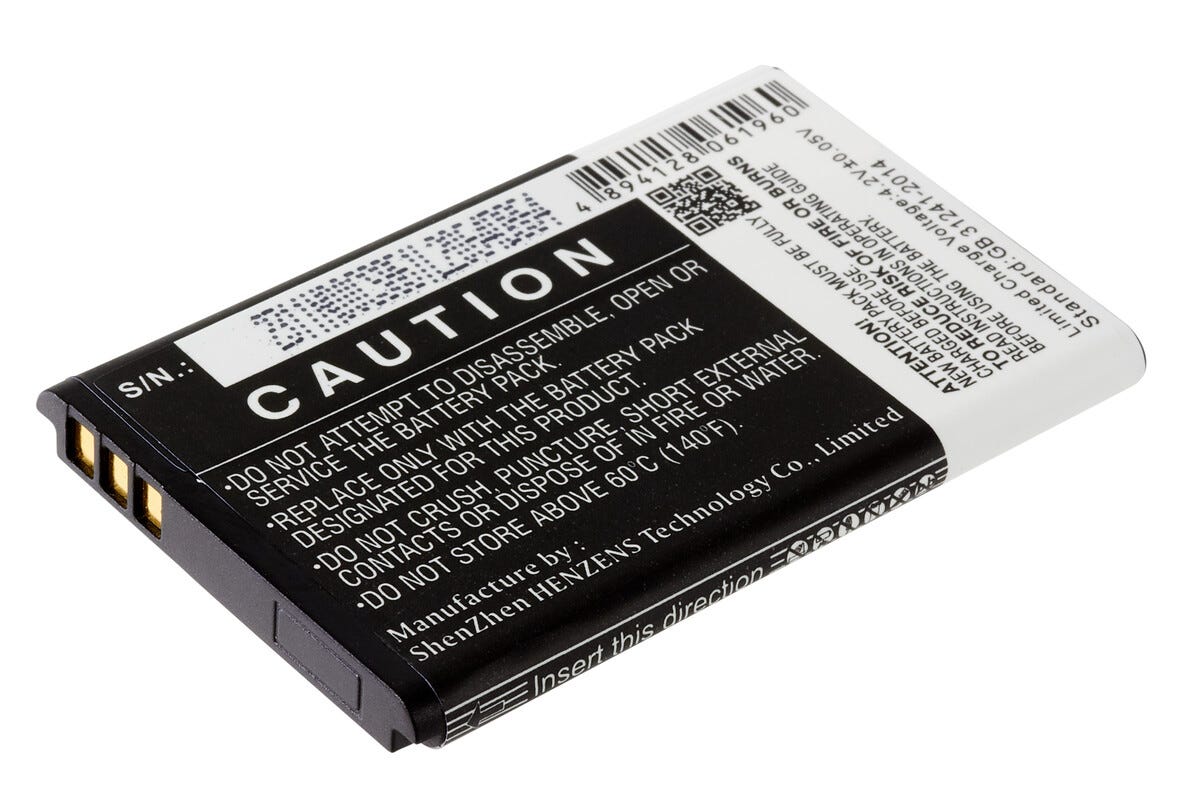 S/N.:
CAUTION
•DO NOT ATTEMPT TO DISASSEMBLE, OPEN OR
SERVICE THE BATTERY PACK.
•REPLACE ONLY WITH THE BATTERY PACK
DESIGNATED FOR THIS PRODUCT.
•DO NOT CRUSH, PUNCTURE, SHORT EXTERNAL
CONTACTS OR DISPOSE OF IN FIRE OR WATER.
•DO NOT STORE ABOVE 60°C (140°F).
Manufacture by :
ShenZhen HENZENS Technology Co., Limited
Insert this direction
4 894128 061960
Limited Charge Voltage:4.2V±0.05V
Standard:GB 31241-2014
TO REDUCE RISK OF FIRE OR BURNS
READ INSTRUCTIONS IN OPERATING GUIDE
BEFORE USING THE BATTERY.
ATTENTION!
NEW BATTERY PACK MUST BE FULLY
CHARGED BEFORE USE.